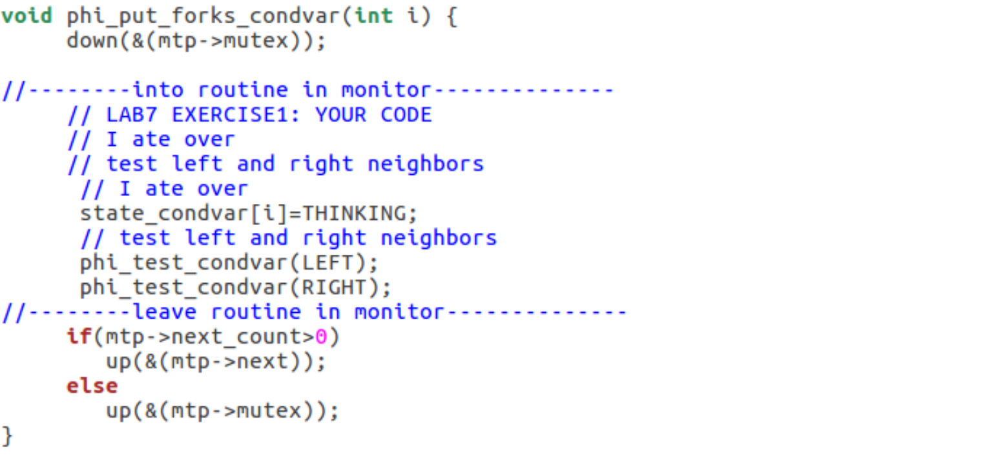 void phi_put_forks_condvar(int i) {
     down(&(mtp->mutex));

//--------into routine in monitor--------------
     // LAB7 EXERCISE1: YOUR CODE
     // I ate over
     // test left and right neighbors
      // I ate over
      state_condvar[i]=THINKING;
      // test left and right neighbors
      phi_test_condvar(LEFT);
      phi_test_condvar(RIGHT);
//--------leave routine in monitor--------------
     if(mtp->next_count>0)
        up(&(mtp->next));
     else
        up(&(mtp->mutex));
}